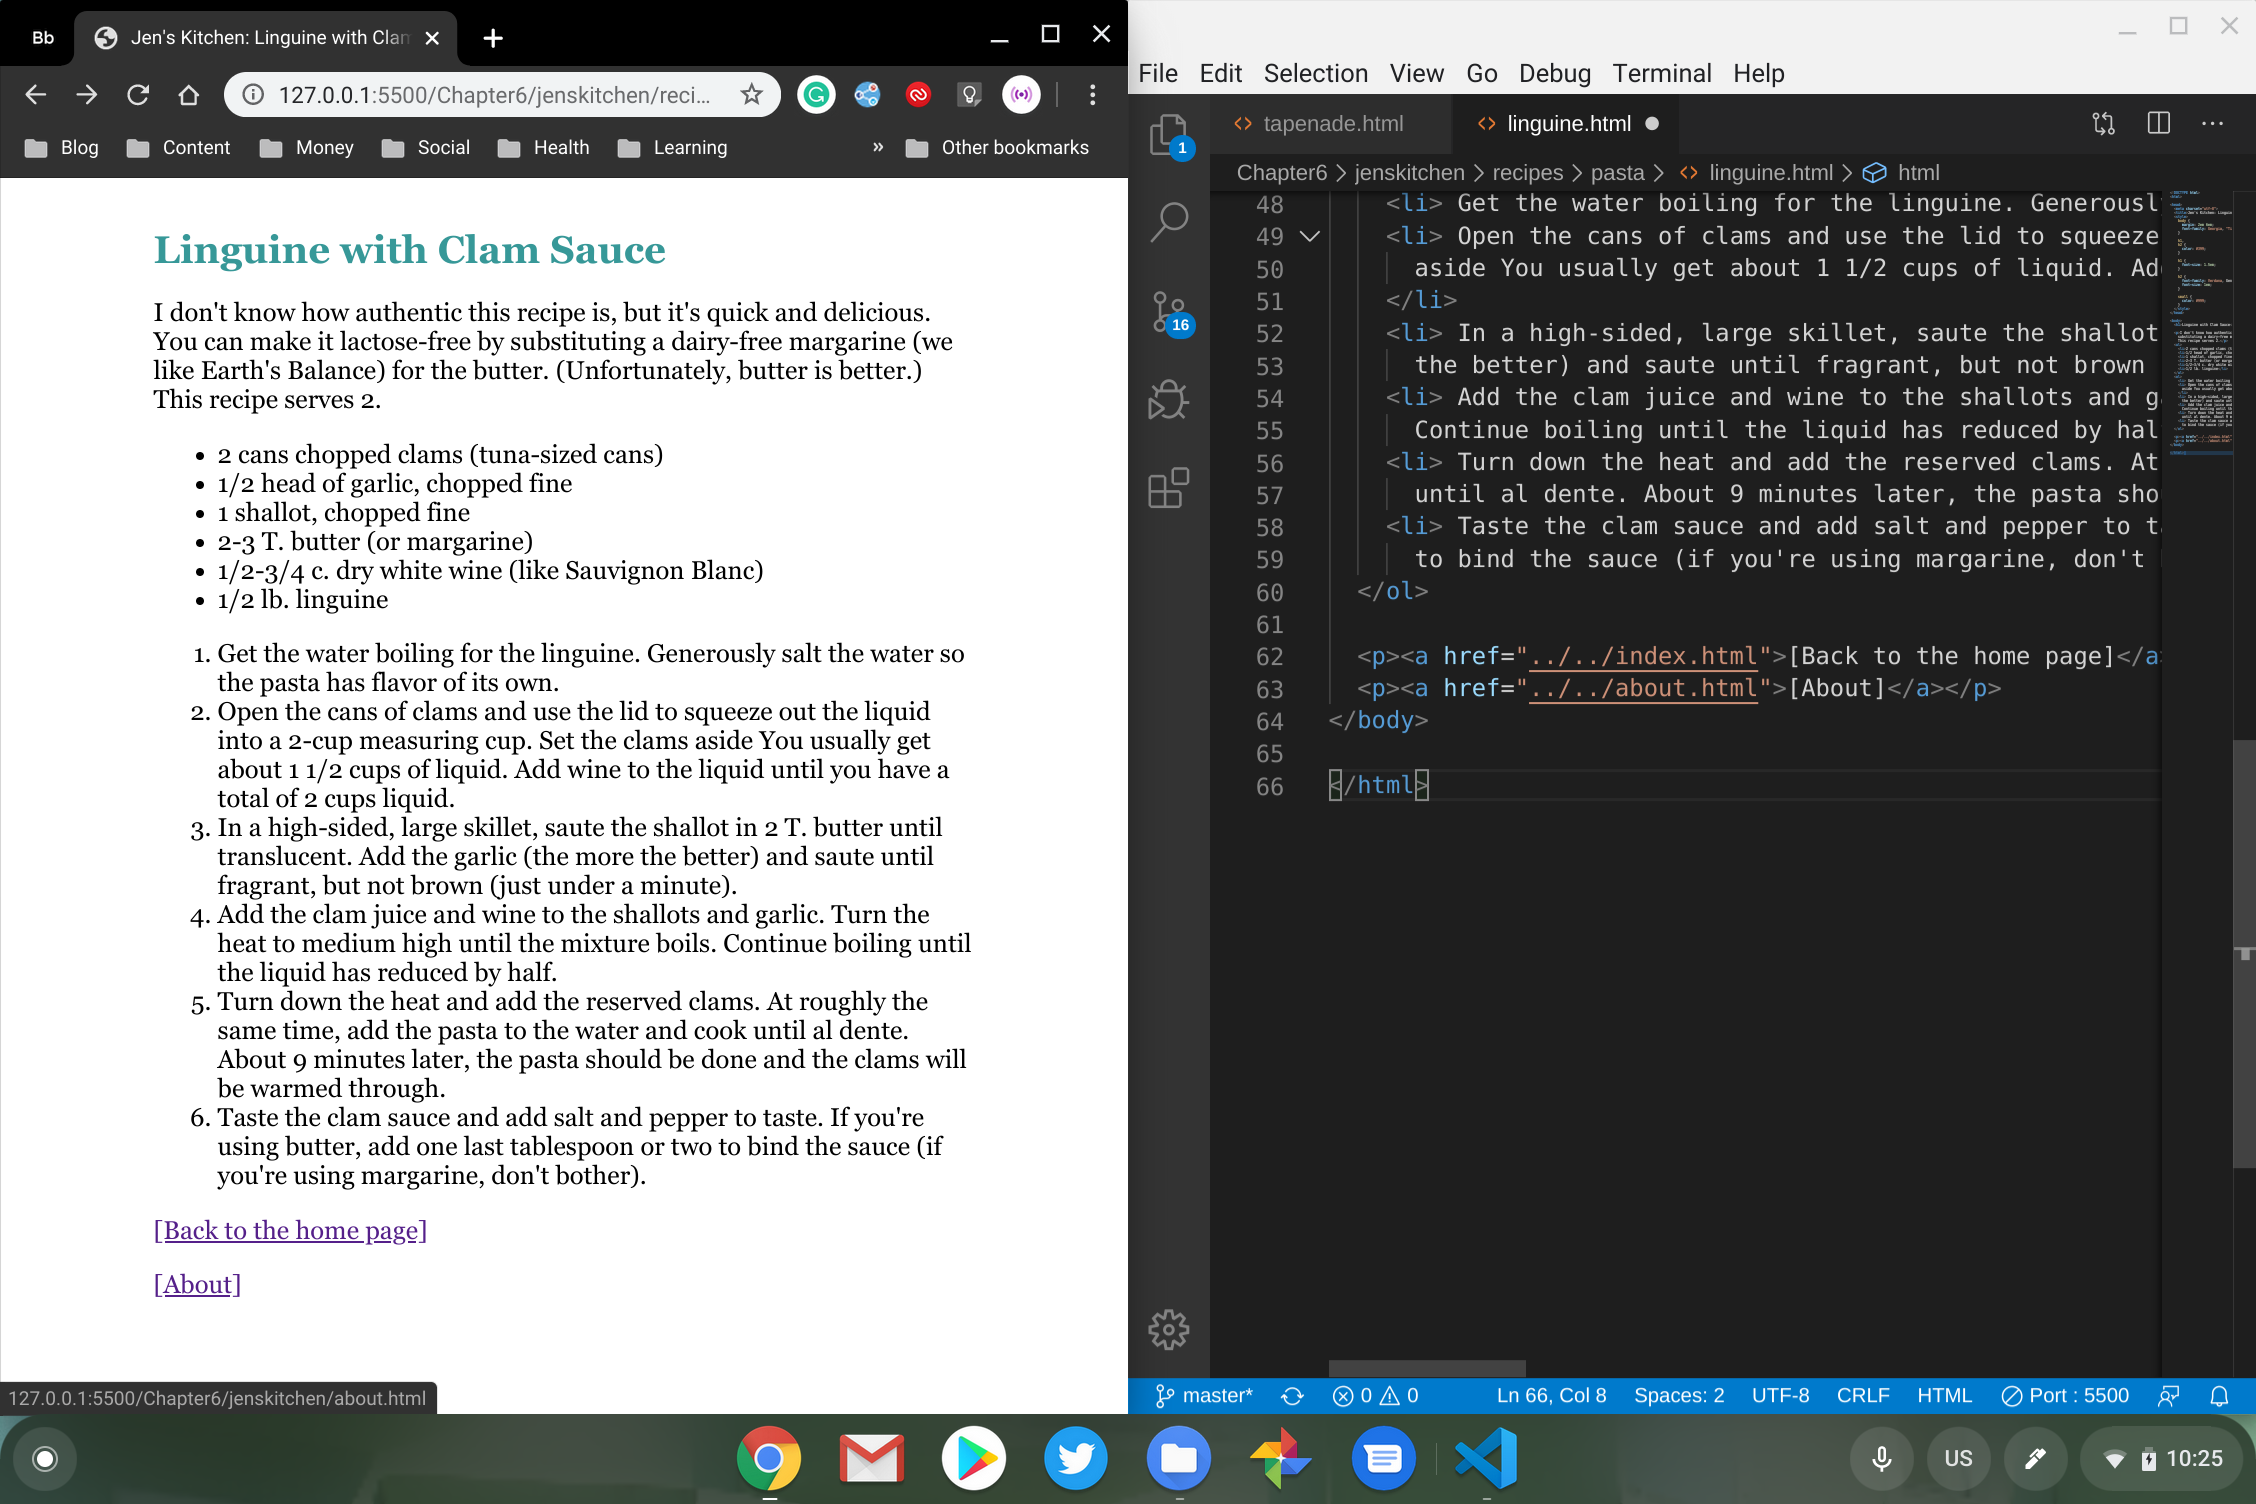 Bb
Jen's Kitchen: Linguine with Clam
127.0.0.1:5500/Chapter6/jenskitchen/reci...
Blog Content Money Social Health Learning » Other bookmarks
Linguine with Clam Sauce
I don't know how authentic this recipe is, but it's quick and delicious.
You can make it lactose-free by substituting a dairy-free margarine (we
like Earth's Balance) for the butter. (Unfortunately, butter is better.)
This recipe serves 2.
• 2 cans chopped clams (tuna-sized cans)
• 1/2 head of garlic, chopped fine
• 1 shallot, chopped fine
• 2-3 T. butter (or margarine)
• 1/2-3/4 c. dry white wine (like Sauvignon Blanc)
• 1/2 lb. linguine
1. Get the water boiling for the linguine. Generously salt the water so
the pasta has flavor of its own.
2. Open the cans of clams and use the lid to squeeze out the liquid
into a 2-cup measuring cup. Set the clams aside You usually get
about 1 1/2 cups of liquid. Add wine to the liquid until you have a
total of 2 cups liquid.
3. In a high-sided, large skillet, saute the shallot in 2 T. butter until
translucent. Add the garlic (the more the better) and saute until
fragrant, but not brown (just under a minute).
4. Add the clam juice and wine to the shallots and garlic. Turn the
heat to medium high until the mixture boils. Continue boiling until
the liquid has reduced by half.
5. Turn down the heat and add the reserved clams. At roughly the
same time, add the pasta to the water and cook until al dente.
About 9 minutes later, the pasta should be done and the clams will
be warmed through.
6. Taste the clam sauce and add salt and pepper to taste. If you're
using butter, add one last tablespoon or two to bind the sauce (if
you're using margarine, don't bother).
[Back to the home page]
[About]
127.0.0.1:5500/Chapter6/jenskitchen/about.html
File Edit Selection View Go Debug Terminal Help
tapenade.html linguine.html
Chapter6 > jenskitchen > recipes > pasta > linguine.html > html
1
16
48 <li> Get the water boiling for the linguine. Generousl
49 <li> Open the cans of clams and use the lid to squeeze
50 aside You usually get about 1 1/2 cups of liquid. Ad
51 </li>
52 <li> In a high-sided, large skillet, saute the shallot
53 the better) and saute until fragrant, but not brown
54 <li> Add the clam juice and wine to the shallots and ga
55 Continue boiling until the liquid has reduced by hal
56 <li> Turn down the heat and add the reserved clams. At
57 until al dente. About 9 minutes later, the pasta sho
58 <li> Taste the clam sauce and add salt and pepper to t
59 to bind the sauce (if you're using margarine, don't
60 </ol>
61
62 <p><a href="../../index.html">[Back to the home page]</a
63 <p><a href="../../about.html">[About]</a></p>
64 </body>
65
66 </html>
master* 0 0 Ln 66, Col 8 Spaces: 2 UTF-8 CRLF HTML Port : 5500
US 10:25